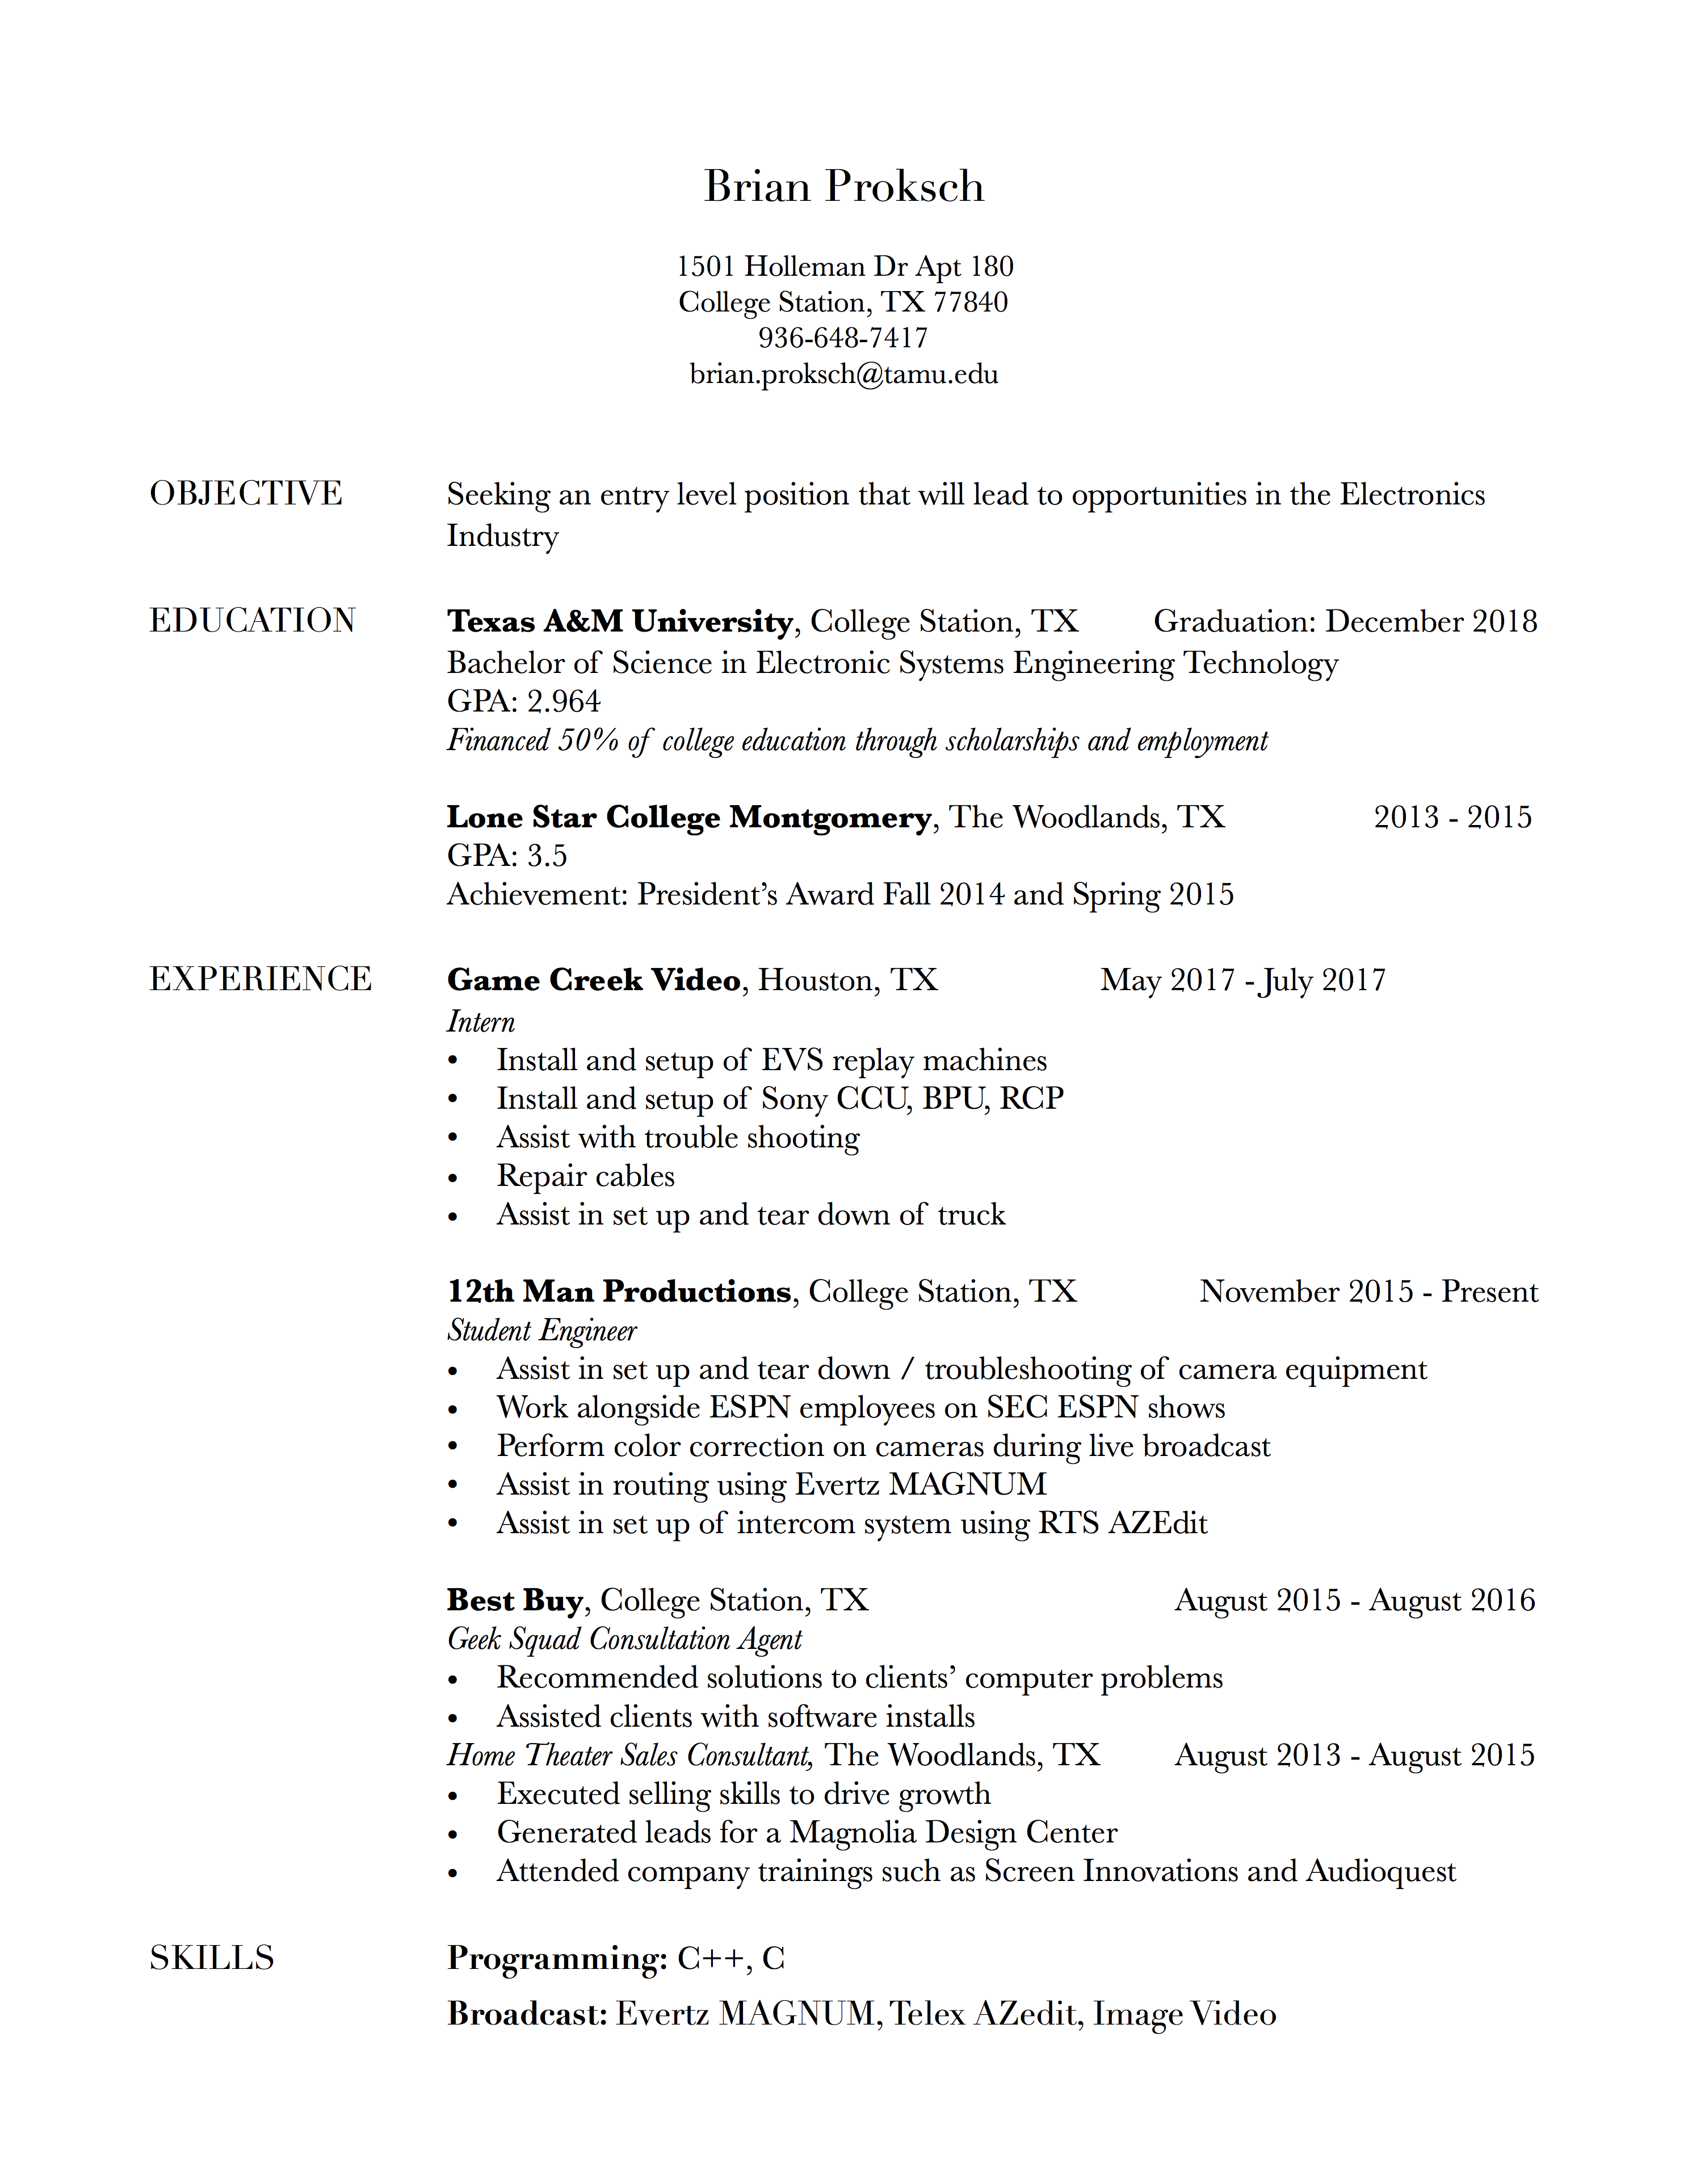 Brian Proksch
1501 Holleman Dr Apt 180
College Station, TX 77840
936-648-7417
brian.proksch@tamu.edu
OBJECTIVE Seeking an entry level position that will lead to opportunities in the Electronics
Industry
EDUCATION Texas A&M University, College Station, TX Graduation: December 2018
Bachelor of Science in Electronic Systems Engineering Technology
GPA: 2.964
Financed 50% of college education through scholarships and employment
Lone Star College Montgomery, The Woodlands, TX 2013 - 2015
GPA: 3.5
Achievement: President’s Award Fall 2014 and Spring 2015
EXPERIENCE Game Creek Video, Houston, TX May 2017 - July 2017
Intern
• Install and setup of EVS replay machines
• Install and setup of Sony CCU, BPU, RCP
• Assist with trouble shooting
• Repair cables
• Assist in set up and tear down of truck
12th Man Productions, College Station, TX November 2015 - Present
Student Engineer
• Assist in set up and tear down / troubleshooting of camera equipment
• Work alongside ESPN employees on SEC ESPN shows
• Perform color correction on cameras during live broadcast
• Assist in routing using Evertz MAGNUM
• Assist in set up of intercom system using RTS AZEdit
Best Buy, College Station, TX August 2015 - August 2016
Geek Squad Consultation Agent
• Recommended solutions to clients’ computer problems
• Assisted clients with software installs
Home Theater Sales Consultant, The Woodlands, TX August 2013 - August 2015
• Executed selling skills to drive growth
• Generated leads for a Magnolia Design Center
• Attended company trainings such as Screen Innovations and Audioquest
SKILLS Programming: C++, C
Broadcast: Evertz MAGNUM, Telex AZedit, Image Video